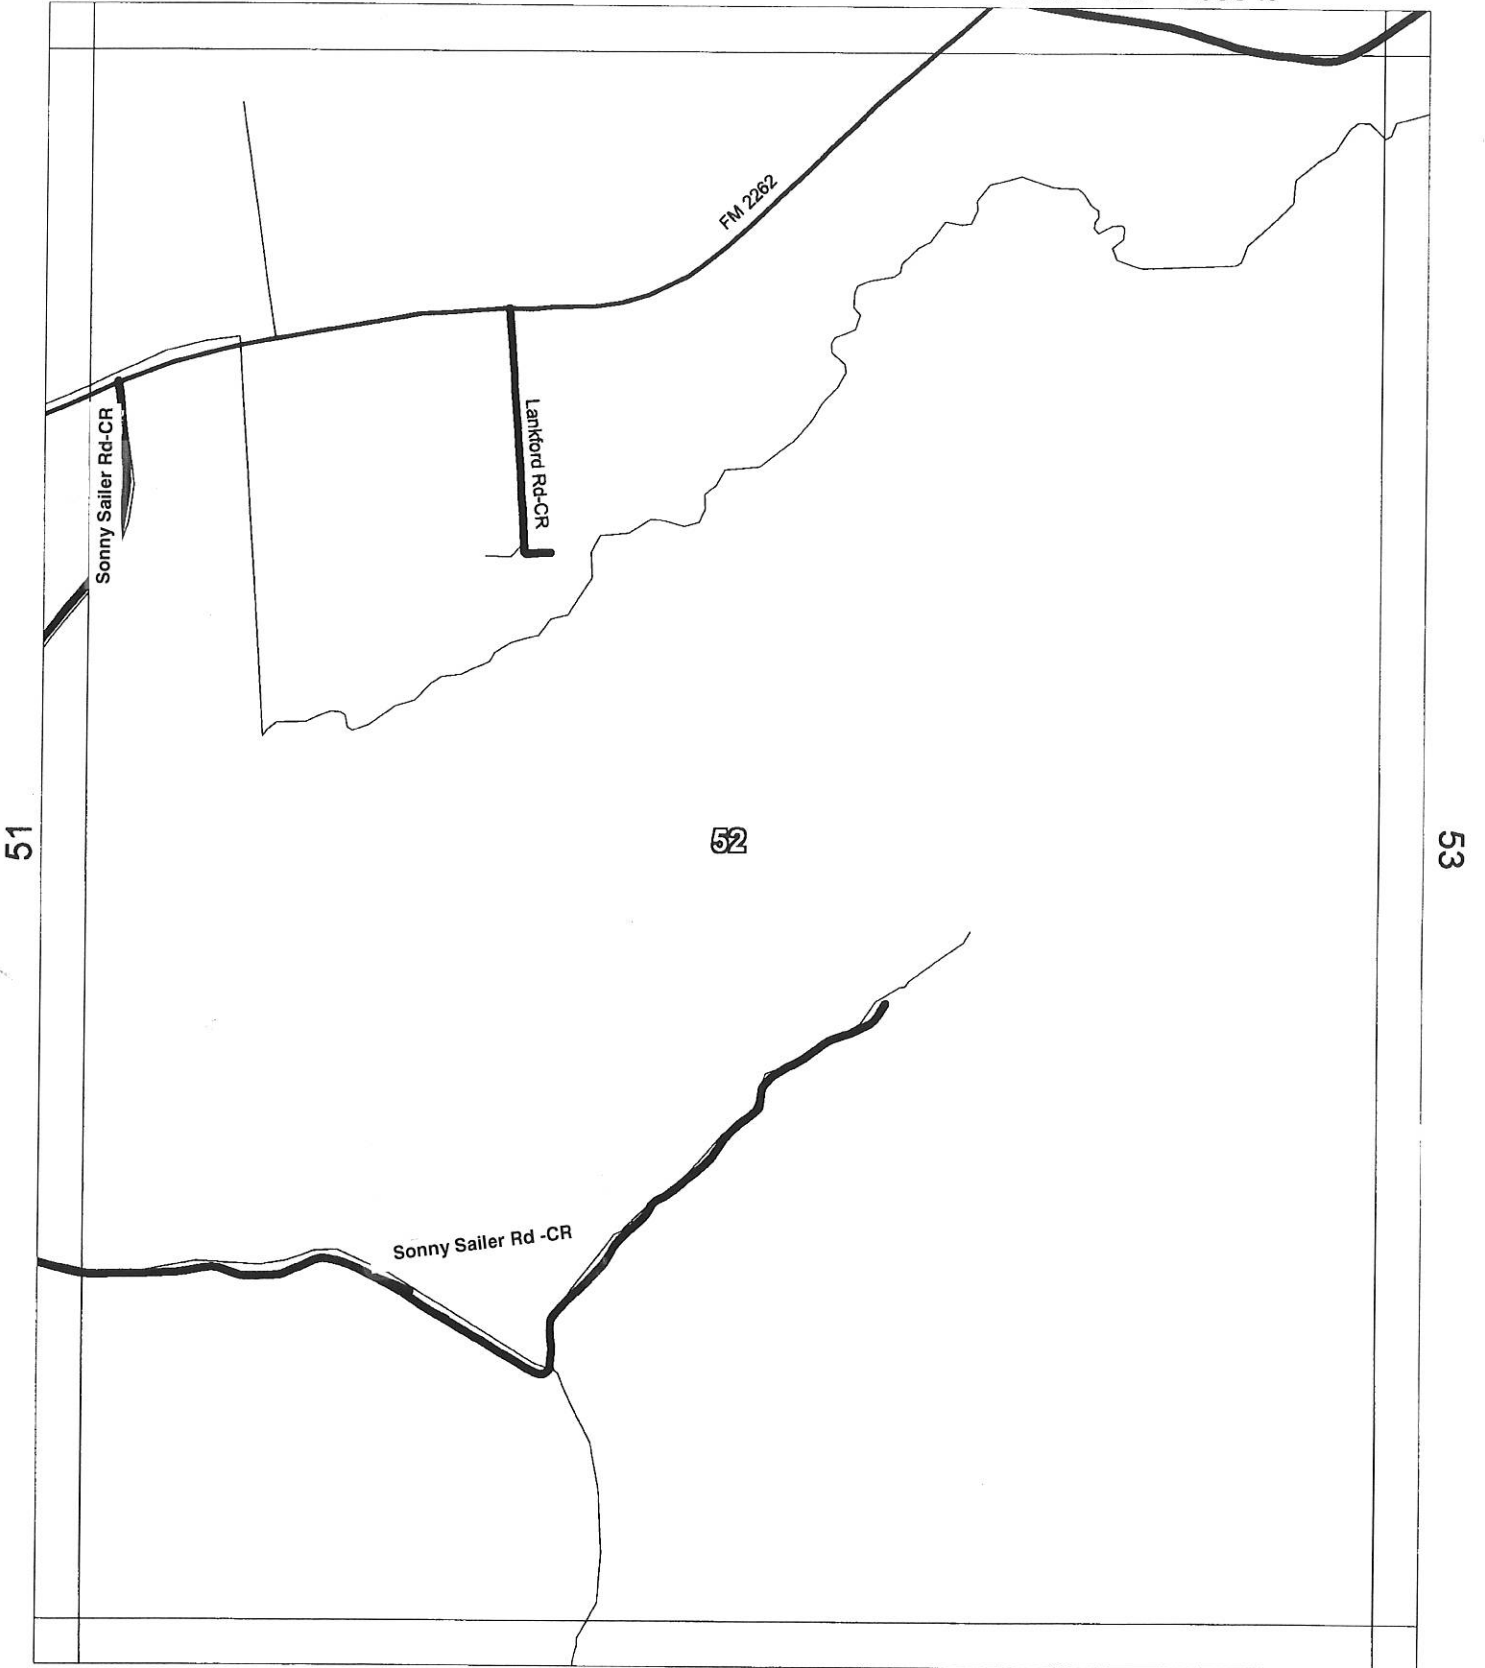 FM 2262
Sonny Sailer Rd-CR
Lankford Rd-CR
51
52
53
Sonny Sailer Rd -CR